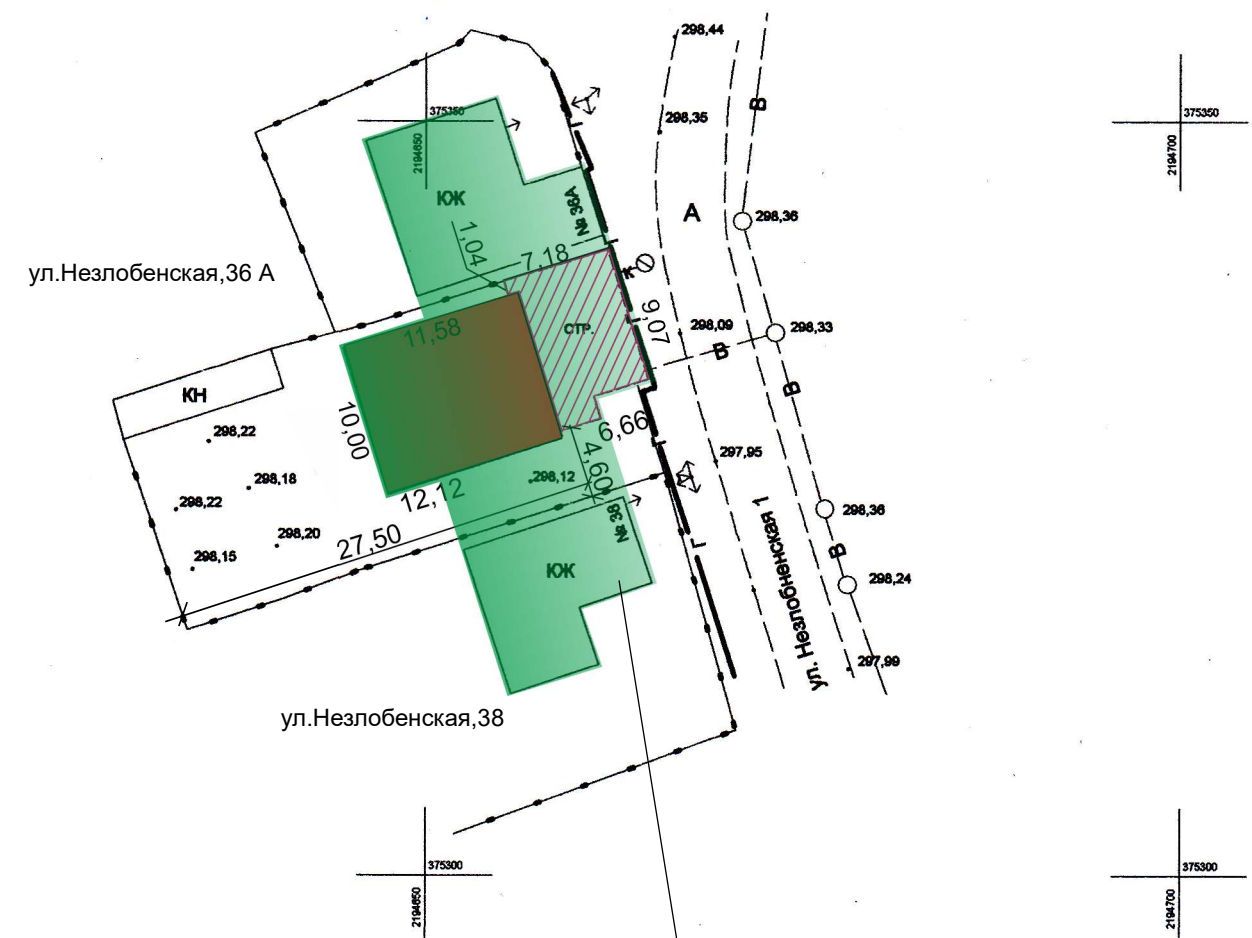 298,44
375350
2194650
298,35
В
375350
2194700
КЖ
№ 36А
А
298,36
1,04
7,18
ул.Незлобенская,36 А
11,58
СТР.
9,07
298,09
В
298,33
КН
10,00
298,22
6,66
В
4,60
297,95
298,18
298,12
298,22
12,12
298,36
27,50
№ 38
298,20
298,15
Г
В
КЖ
298,24
ул. Незлобненская 1
297,99
ул.Незлобенская,38
375300
2194650
375300
2194700